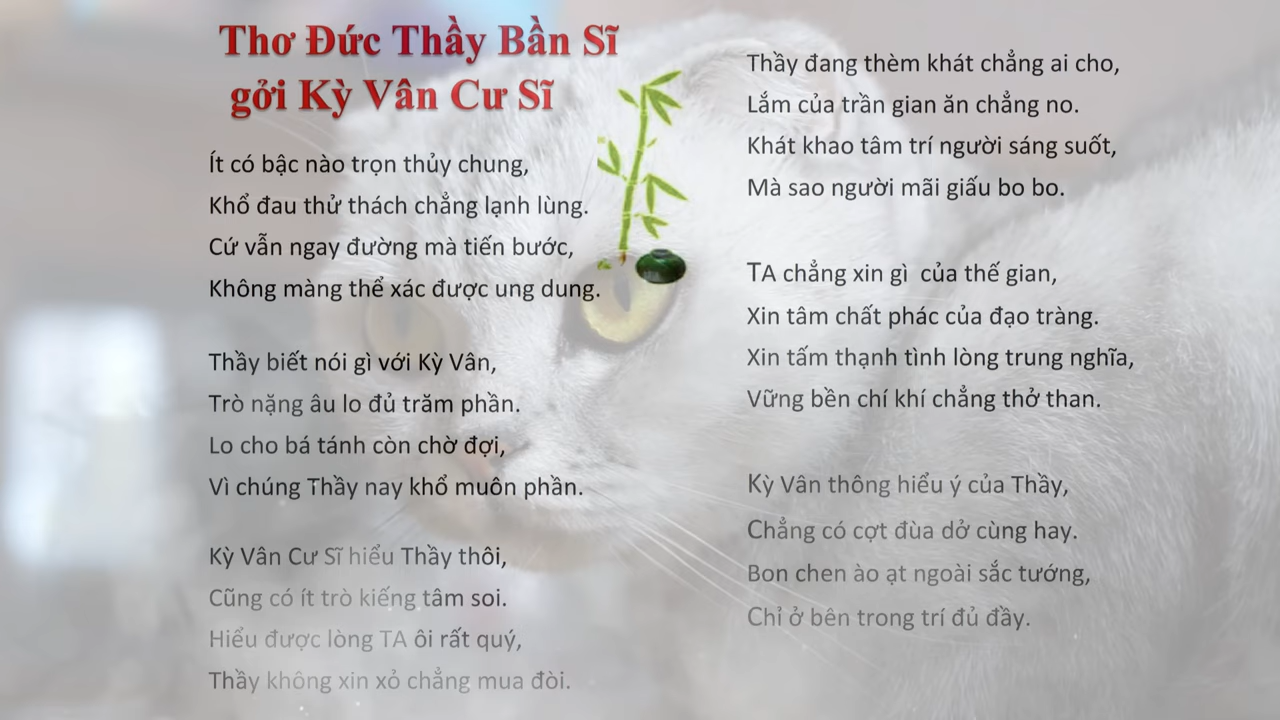 Thơ Đức Thầy Bần Sĩ
gởi Kỳ Vân Cư Sĩ
Ít có bậc nào trọn thủy chung,
Khổ đau thử thách chẳng lạnh lùng.
Cứ vẫn ngay đường mà tiến bước,
Không màng thể xác được ung dung.
Thầy biết nói gì với Kỳ Vân,
Trò nặng âu lo đủ trăm phần.
Lo cho bá tánh còn chờ đợi,
Vì chúng Thầy nay khổ muôn phần.
Kỳ Vân Cư Sĩ hiểu Thầy thôi,
Cũng có ít trò kiếng tâm soi.
Hiểu được lòng TA ôi rất quý,
Thầy không xin xỏ chẳng mua đòi.
Thầy đang thèm khát chẳng ai cho,
Lắm của trần gian ăn chẳng no.
Khát khao tâm trí người sáng suốt,
Mà sao người mãi giấu bo bo.
TA chẳng xin gì của thế gian,
Xin tâm chất phác của đạo tràng.
Xin tấm thạnh tình lòng trung nghĩa,
Vững bền chí khí chẳng thở than.
Kỳ Vân thông hiểu ý của Thầy,
Chẳng có cợt đùa dở cùng hay.
Bon chen ào ạt ngoài sắc tướng,
Chỉ ở bên trong trí đủ đầy.